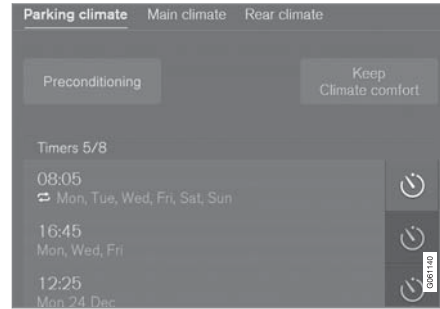 Parking climate Main climate Rear climate
Preconditioning
Keep
Climate comfort
Timers 5/8
08:05
Mon, Tue, Wed, Fri, Sat, Sun
16:45
Mon, Wed, Fri
12:25
Mon 24 Dec
G061140